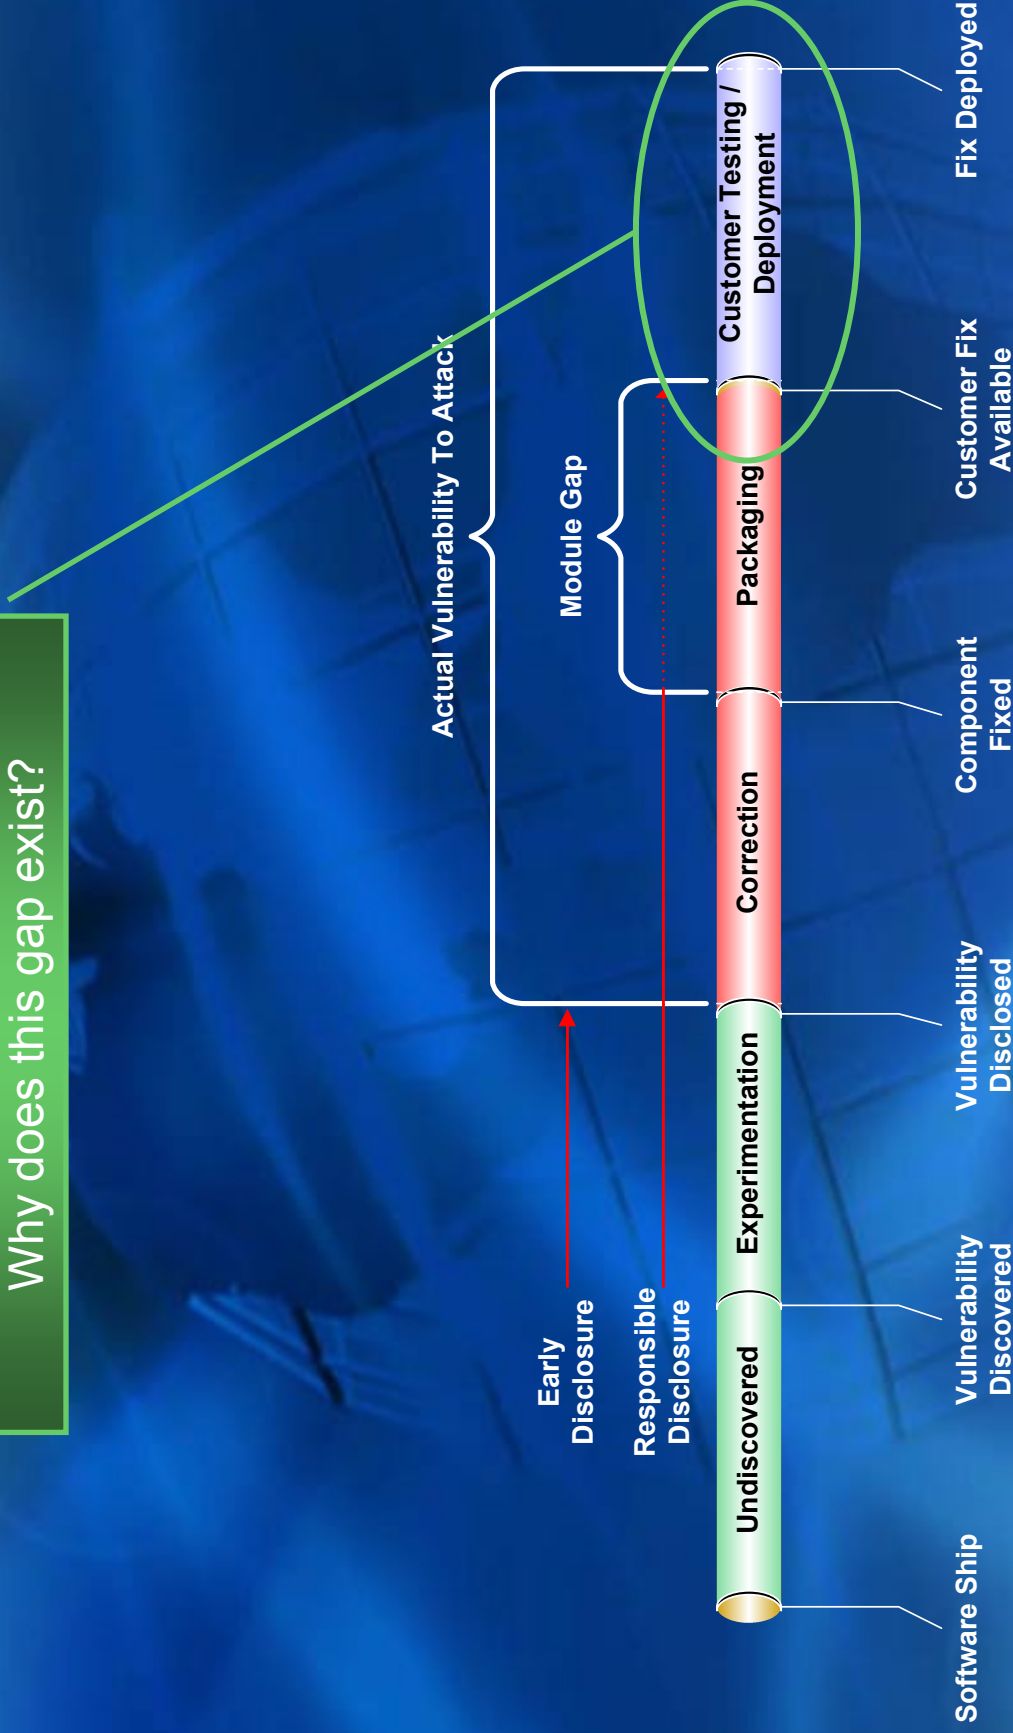 Why does this gap exist?
Actual Vulnerability To Attack
Module Gap
Early
Disclosure
Responsible
Disclosure
Undiscovered
Experimentation
Correction
Packaging
Customer Testing /
Deployment
Software Ship
Vulnerability
Discovered
Vulnerability
Disclosed
Component
Fixed
Customer Fix
Available
Fix Deployed